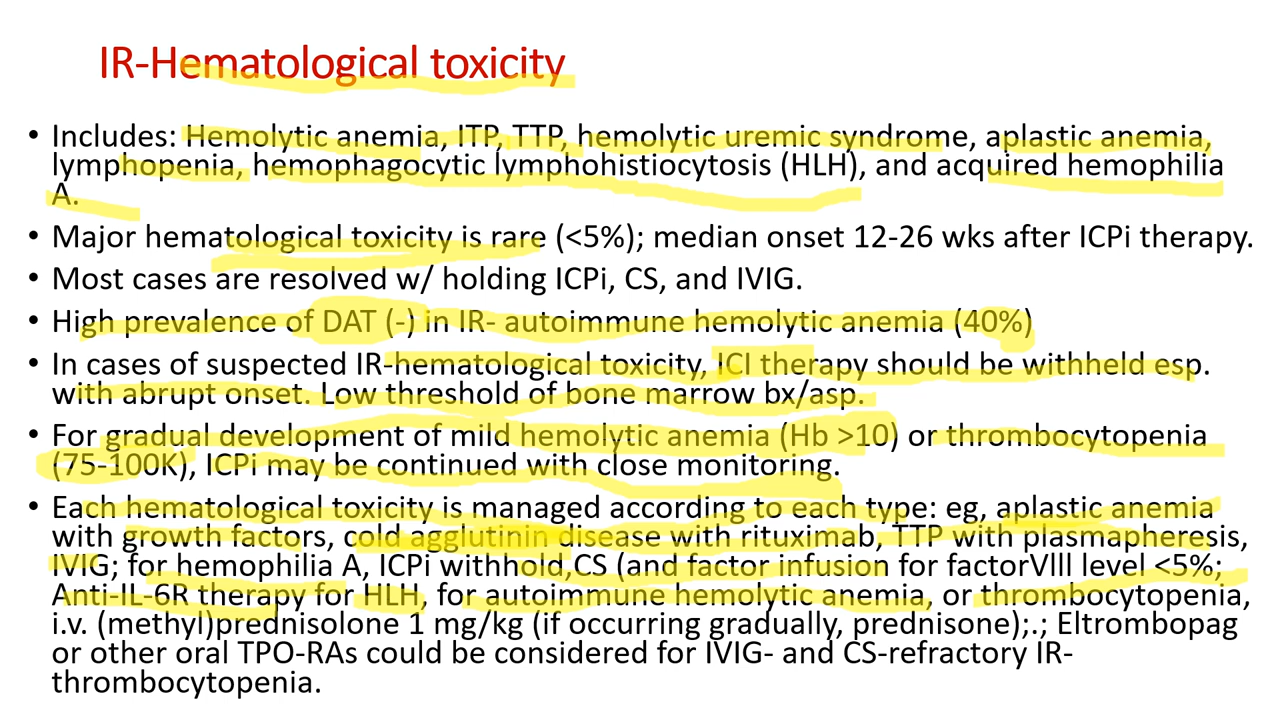 IR-Hematological toxicity
• Includes: Hemolytic anemia, ITP, TTP, hemolytic uremic syndrome, aplastic anemia,
lymphopenia, hemophagocytic lymphohistiocytosis (HLH), and acquired hemophilia
A.
• Major hematological toxicity is rare (<5%); median onset 12-26 wks after ICPi therapy.
• Most cases are resolved w/ holding ICPi, CS, and IVIG.
• High prevalence of DAT (-) in IR- autoimmune hemolytic anemia (40%)
• In cases of suspected IR-hematological toxicity, ICI therapy should be withheld esp.
with abrupt onset. Low threshold of bone marrow bx/asp.
• For gradual development of mild hemolytic anemia (Hb >10) or thrombocytopenia
(75-100K), ICPi may be continued with close monitoring.
• Each hematological toxicity is managed according to each type: eg, aplastic anemia
with growth factors, cold agglutinin disease with rituximab, TTP with plasmapheresis,
IVIG; for hemophilia A, ICPi withhold,CS (and factor infusion for factorVlll level <5%;
Anti-IL-6R therapy for HLH, for autoimmune hemolytic anemia, or thrombocytopenia,
i.v. (methyl)prednisolone 1 mg/kg (if occurring gradually, prednisone);.; Eltrombopag
or other oral TPO-RAs could be considered for IVIG- and CS-refractory IR-
thrombocytopenia.